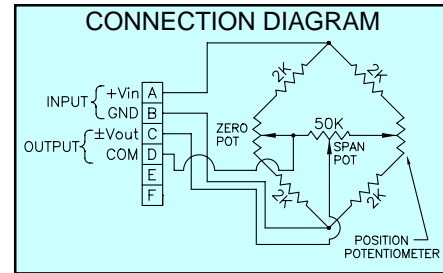 CONNECTION DIAGRAM
INPUT
+Vin
A
GND
B
OUTPUT
±Vout
C
COM
D
E
F
2K
2K
ZERO
POT
50K
SPAN
POT
2K
2K
POSITION
POTENTIOMETER